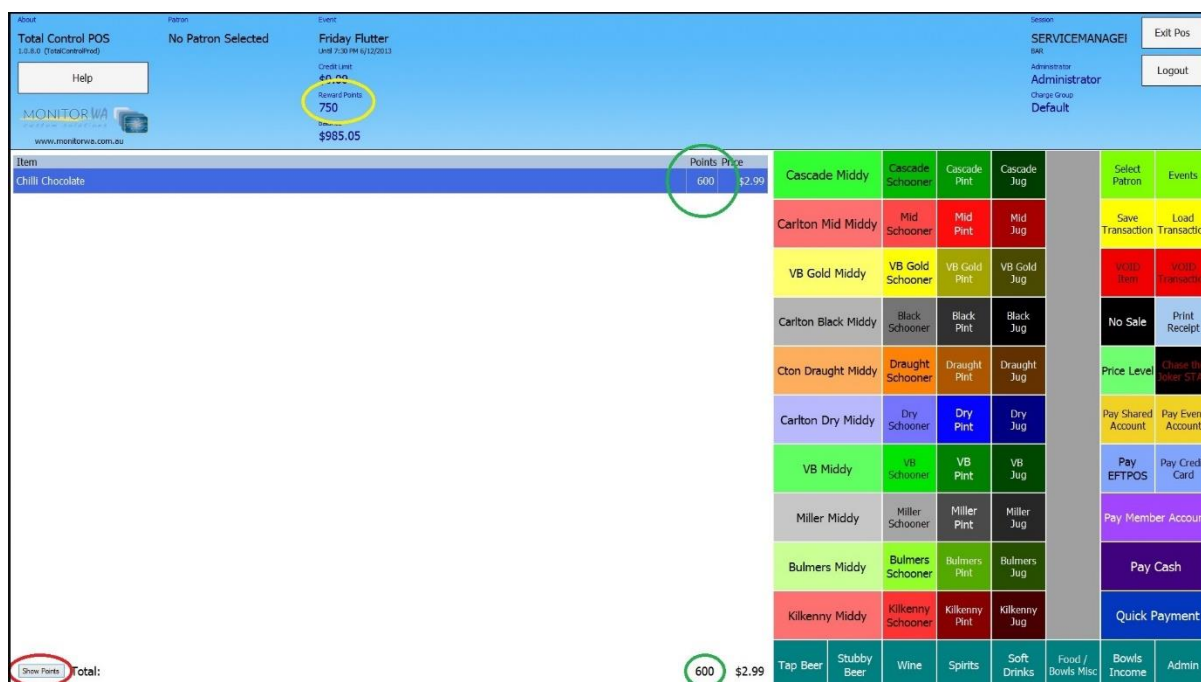 About
Patron
Event
Session
Total Control POS
No Patron Selected
Friday Flutter
SERVICEMANAGEI
Exit Pos
1.0.8.0 (TotalControlProd)
Until 7:30 PM 6/12/2013
BAR
Help
Credit Limit
Administrator
Logout
Administrator
Reward Points
Charge Group
750
Default
MONITOR WA
www.monitorwa.com.au
$985.05
Item
Points
Price
Chilli Chocolate
600
$2.99
Cascade Middy
Cascade Schooner
Cascade Pint
Cascade Jug
Select Patron
Events
Carlton Mid Middy
Mid Schooner
Mid Pint
Mid Jug
Save Transaction
Load Transactio
VB Gold Middy
VB Gold Schooner
VB Gold Pint
VB Gold Jug
VOID Item
VOID Transactio
Carlton Black Middy
Black Schooner
Black Pint
Black Jug
No Sale
Print Receipt
Cton Draught Middy
Draught Schooner
Draught Pint
Draught Jug
Price Level
Chase th Joker STA
Carlton Dry Middy
Dry Schooner
Dry Pint
Dry Jug
Pay Shared Account
Pay Even Account
VB Middy
VB Schooner
VB Pint
VB Jug
Pay EFTPOS
Pay Credi Card
Miller Middy
Miller Schooner
Miller Pint
Miller Jug
Pay Member Accour
Bulmers Middy
Bulmers Schooner
Bulmers Pint
Bulmers Jug
Pay Cash
Kilkenny Middy
Kilkenny Schooner
Kilkenny Pint
Kilkenny Jug
Quick Payment
Show Points
Total:
600
$2.99
Tap Beer
Stubby Beer
Wine
Spirits
Soft Drinks
Food / Bowls Misc
Bowls Income
Admin